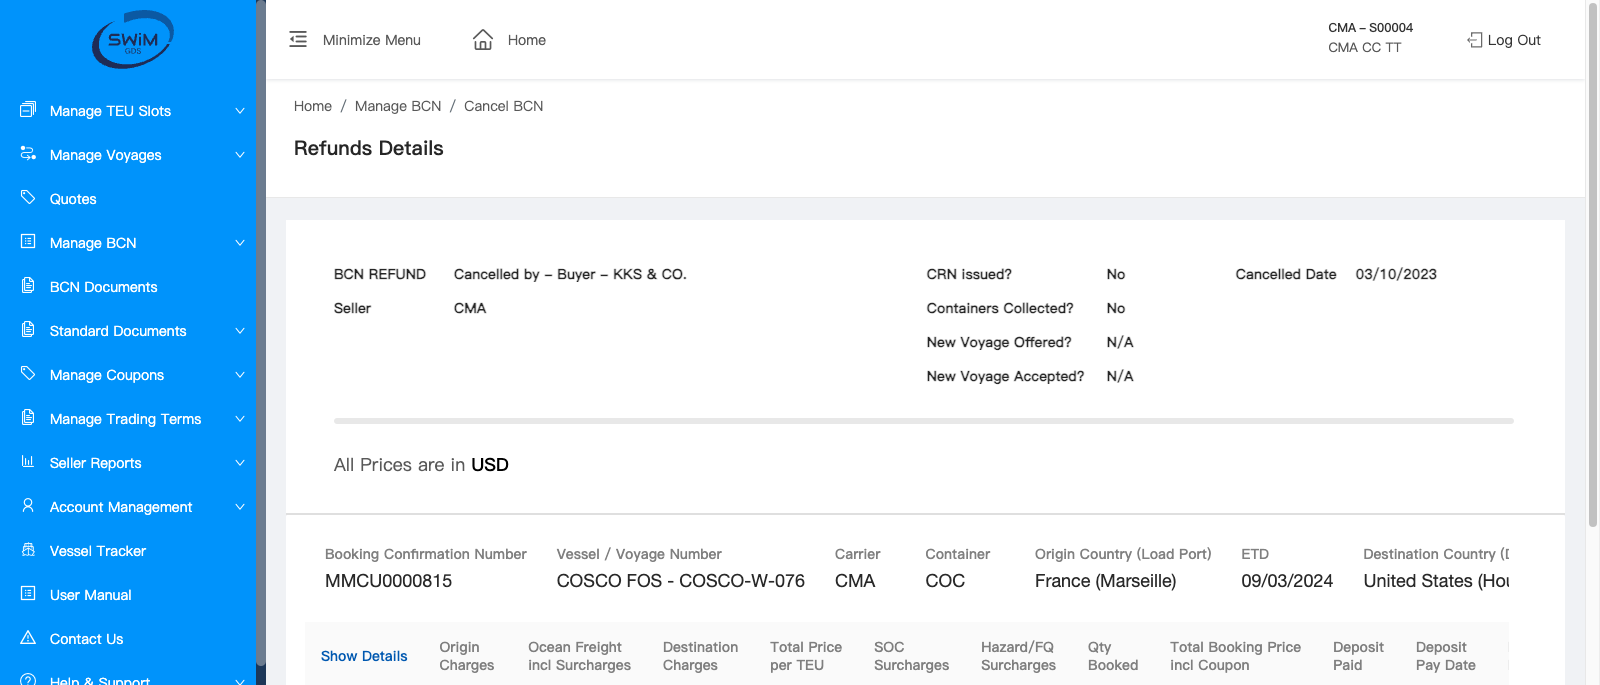 SWiM
GDS
Minimize Menu
Home
CMA – S00004
CMA CC TT
Log Out
Manage TEU Slots
Manage Voyages
Quotes
Manage BCN
BCN Documents
Standard Documents
Manage Coupons
Manage Trading Terms
Seller Reports
Account Management
Vessel Tracker
User Manual
Contact Us
Help & Support
Home / Manage BCN / Cancel BCN
Refunds Details
BCN REFUND Cancelled by – Buyer – KKS & CO.
Seller CMA
CRN issued? No
Containers Collected? No
New Voyage Offered? N/A
New Voyage Accepted? N/A
Cancelled Date 03/10/2023
All Prices are in USD
Booking Confirmation Number Vessel / Voyage Number Carrier Container Origin Country (Load Port) ETD Destination Country (D
MMCU0000815 COSCO FOS - COSCO-W-076 CMA COC France (Marseille) 09/03/2024 United States (Hou
Show Details
Origin
Charges
Ocean Freight
incl Surcharges
Destination
Charges
Total Price
per TEU
SOC
Surcharges
Hazard/FQ
Surcharges
Qty
Booked
Total Booking Price
incl Coupon
Deposit
Paid
Deposit
Pay Date